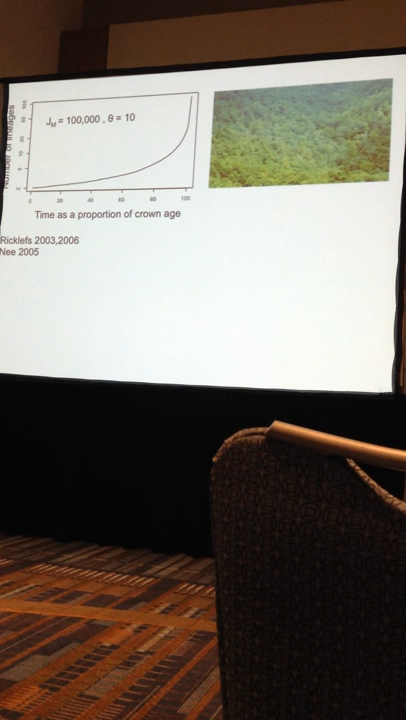 Number of lineages
J_M = 100,000 , θ = 10
0 20 40 60 80 100
Time as a proportion of crown age
Ricklefs 2003,2006
Nee 2005